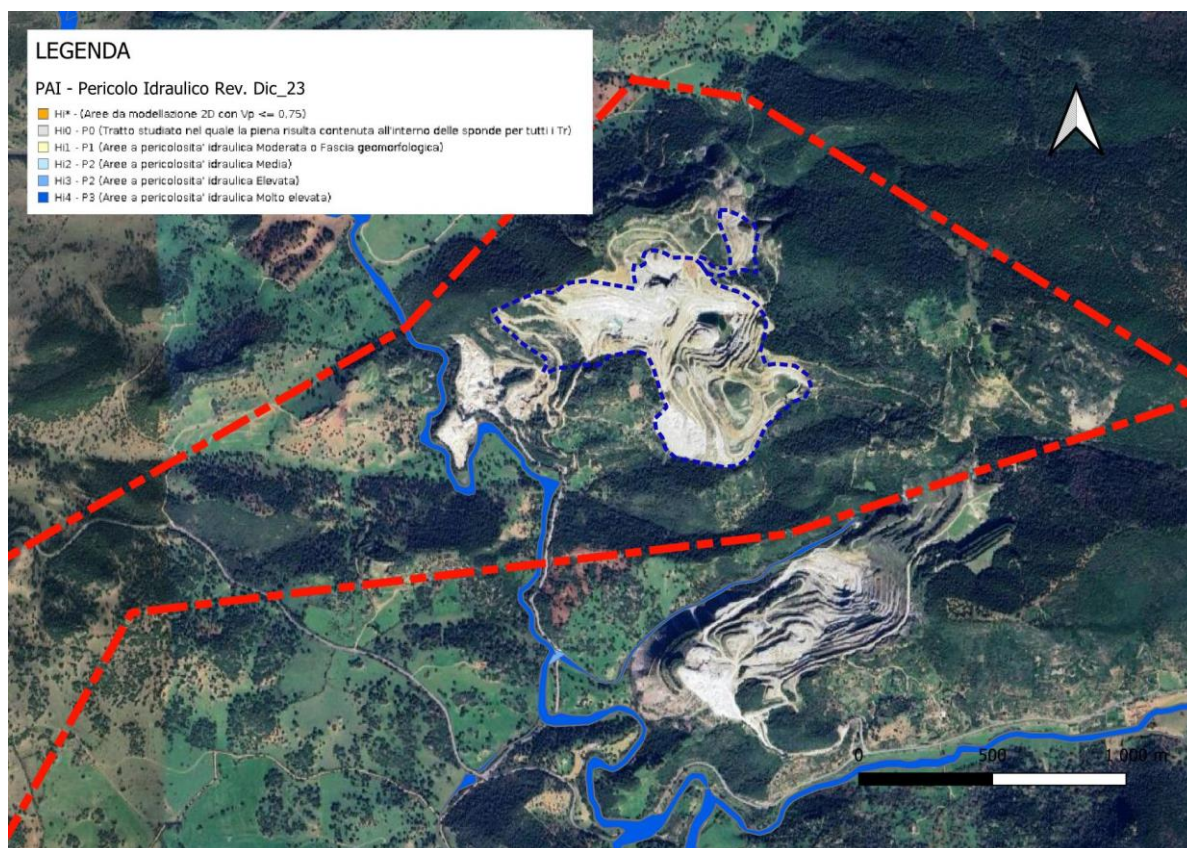 LEGENDA
PAI - Pericolo Idraulico Rev. Dic_23
Hi* - (Aree da modellazione 2D con Vp <= 0,75)
Hi0 - P0 (Tratto studiato nel quale la piena risulta contenuta all'interno delle sponde per tutti i Tr)
Hi1 - P1 (Aree a pericolosita' idraulica Moderata o Fascia geomorfologica)
Hi2 - P2 (Aree a pericolosita' idraulica Media)
Hi3 - P2 (Aree a pericolosita' idraulica Elevata)
Hi4 - P3 (Aree a pericolosita' idraulica Molto elevata)
0 500 1.000 m